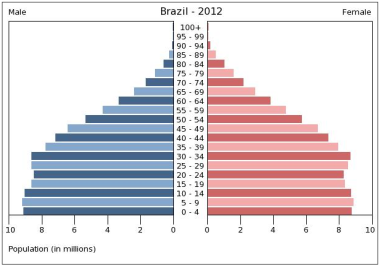 Male Brazil - 2012 Female
100+
95 - 99
90 - 94
85 - 89
80 - 84
75 - 79
70 - 74
65 - 69
60 - 64
55 - 59
50 - 54
45 - 49
40 - 44
35 - 39
30 - 34
25 - 29
20 - 24
15 - 19
10 - 14
5 - 9
0 - 4
10 8 6 4 2 0 0 2 4 6 8 10
Population (in millions)